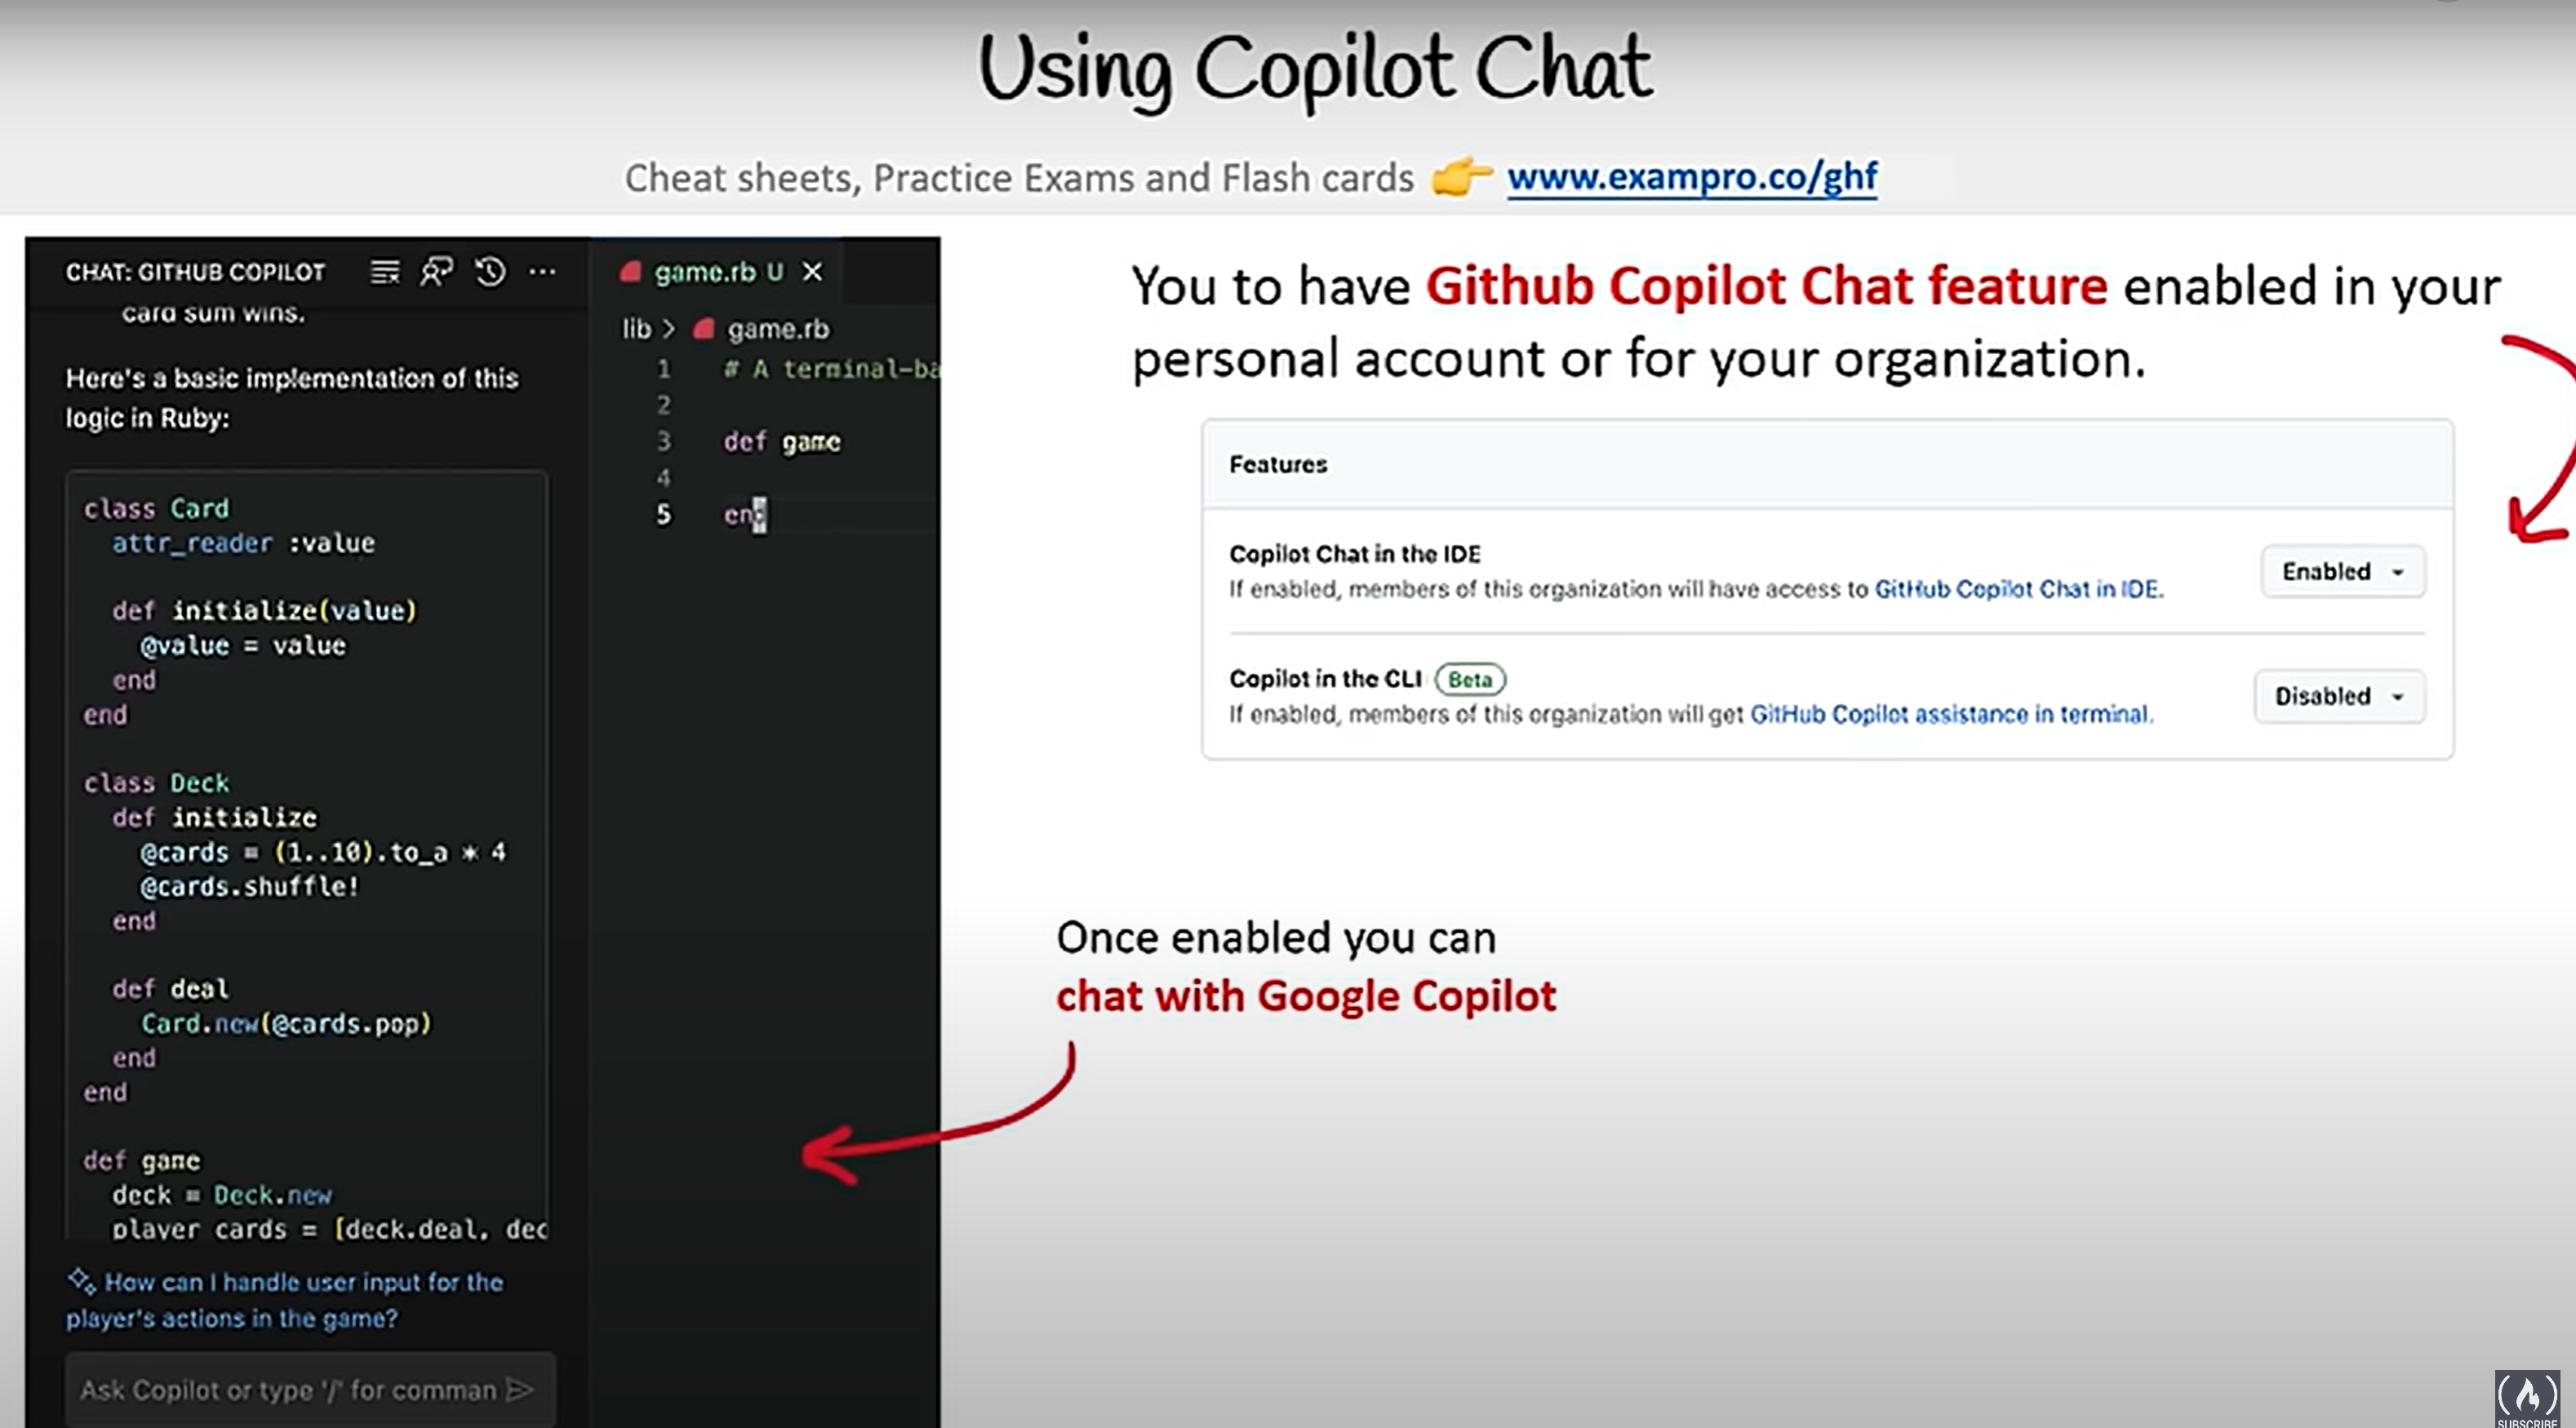 Using Copilot Chat
Cheat sheets, Practice Exams and Flash cards 👉 www.exampro.co/ghf
CHAT: GITHUB COPILOT
card sum wins.
Here's a basic implementation of this
logic in Ruby:
class Card
attr_reader :value
def initialize(value)
@value = value
end
end
class Deck
def initialize
@cards = (1..10).to_a * 4
@cards.shuffle!
end
def deal
Card.new(@cards.pop)
end
end
def game
deck = Deck.new
player cards = [deck.deal, dec
How can I handle user input for the
player's actions in the game?
Ask Copilot or type '/' for comman
game.rb U
lib > game.rb
1 # A terminal-ba
2
3 def game
4
5 en
You to have Github Copilot Chat feature enabled in your
personal account or for your organization.
Features
Copilot Chat in the IDE
If enabled, members of this organization will have access to GitHub Copilot Chat in IDE.
Enabled
Copilot in the CLI Beta
If enabled, members of this organization will get GitHub Copilot assistance in terminal.
Disabled
Once enabled you can
chat with Google Copilot
SUBSCRIBE